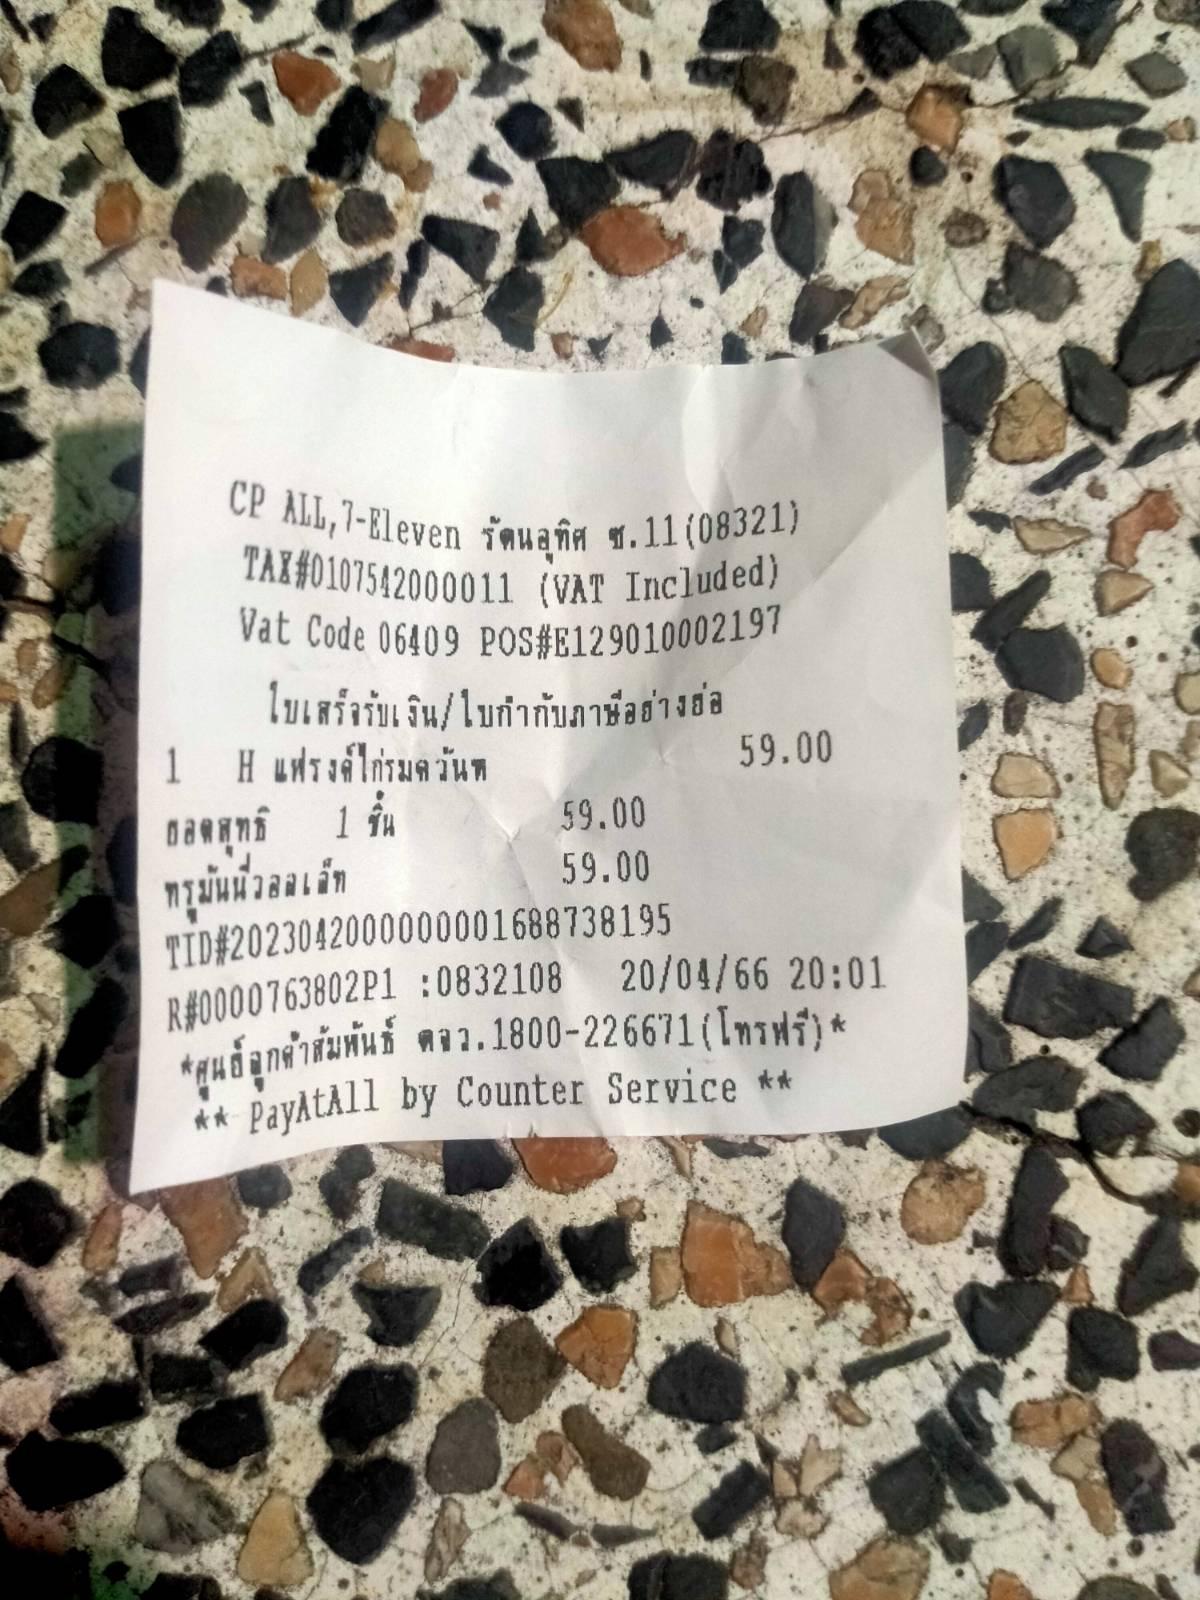 CP ALL,7-Eleven รัตนอุทิศ ซ.11(08321)
TAX#0107542000011 (VAT Included)
Vat Code 06409 POS#E129010002197
ใบเสร็จรับเงิน/ใบกำกับภาษีอย่างย่อ
1 H แฟรงค์ไก่รมควันท 59.00
ยอดสุทธิ 1 ชิ้น 59.00
ทรูมันนี่วอลเล็ท 59.00
TID#2023042000000001688738195
R#0000763802P1 :0832108 20/04/66 20:01
*ศูนย์ลูกค้าสัมพันธ์ ตจว.1800-226671(โทรฟรี)*
** PayAtAll by Counter Service **